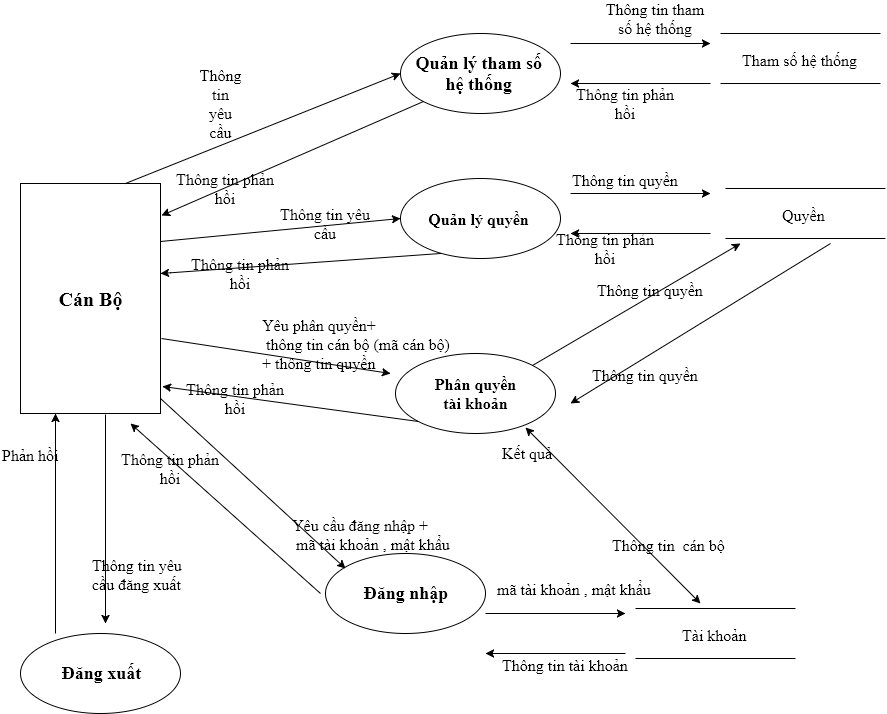 Thông tin tham
số hệ thống
Quản lý tham số
hệ thống
Tham số hệ thống
Thông
tin
yêu
cầu
Thông tin phản
hồi
Thông tin phản
hồi
Thông tin quyền
Thông tin yêu
cầu
Quản lý quyền
Quyền
Thông tin phản
hồi
Thông tin phản
hồi
Cán Bộ
Thông tin quyền
Yêu phân quyền+
thông tin cán bộ (mã cán bộ)
+ thông tin quyền
Thông tin quyền
Phân quyền
tài khoản
Thông tin phản
hồi
Phản hồi
Thông tin phản
hồi
Kết quả
Yêu cầu đăng nhập +
mã tài khoản , mật khẩu
Thông tin cán bộ
Thông tin yêu
cầu đăng xuất
Đăng nhập
mã tài khoản , mật khẩu
Tài khoản
Thông tin tài khoản
Đăng xuất